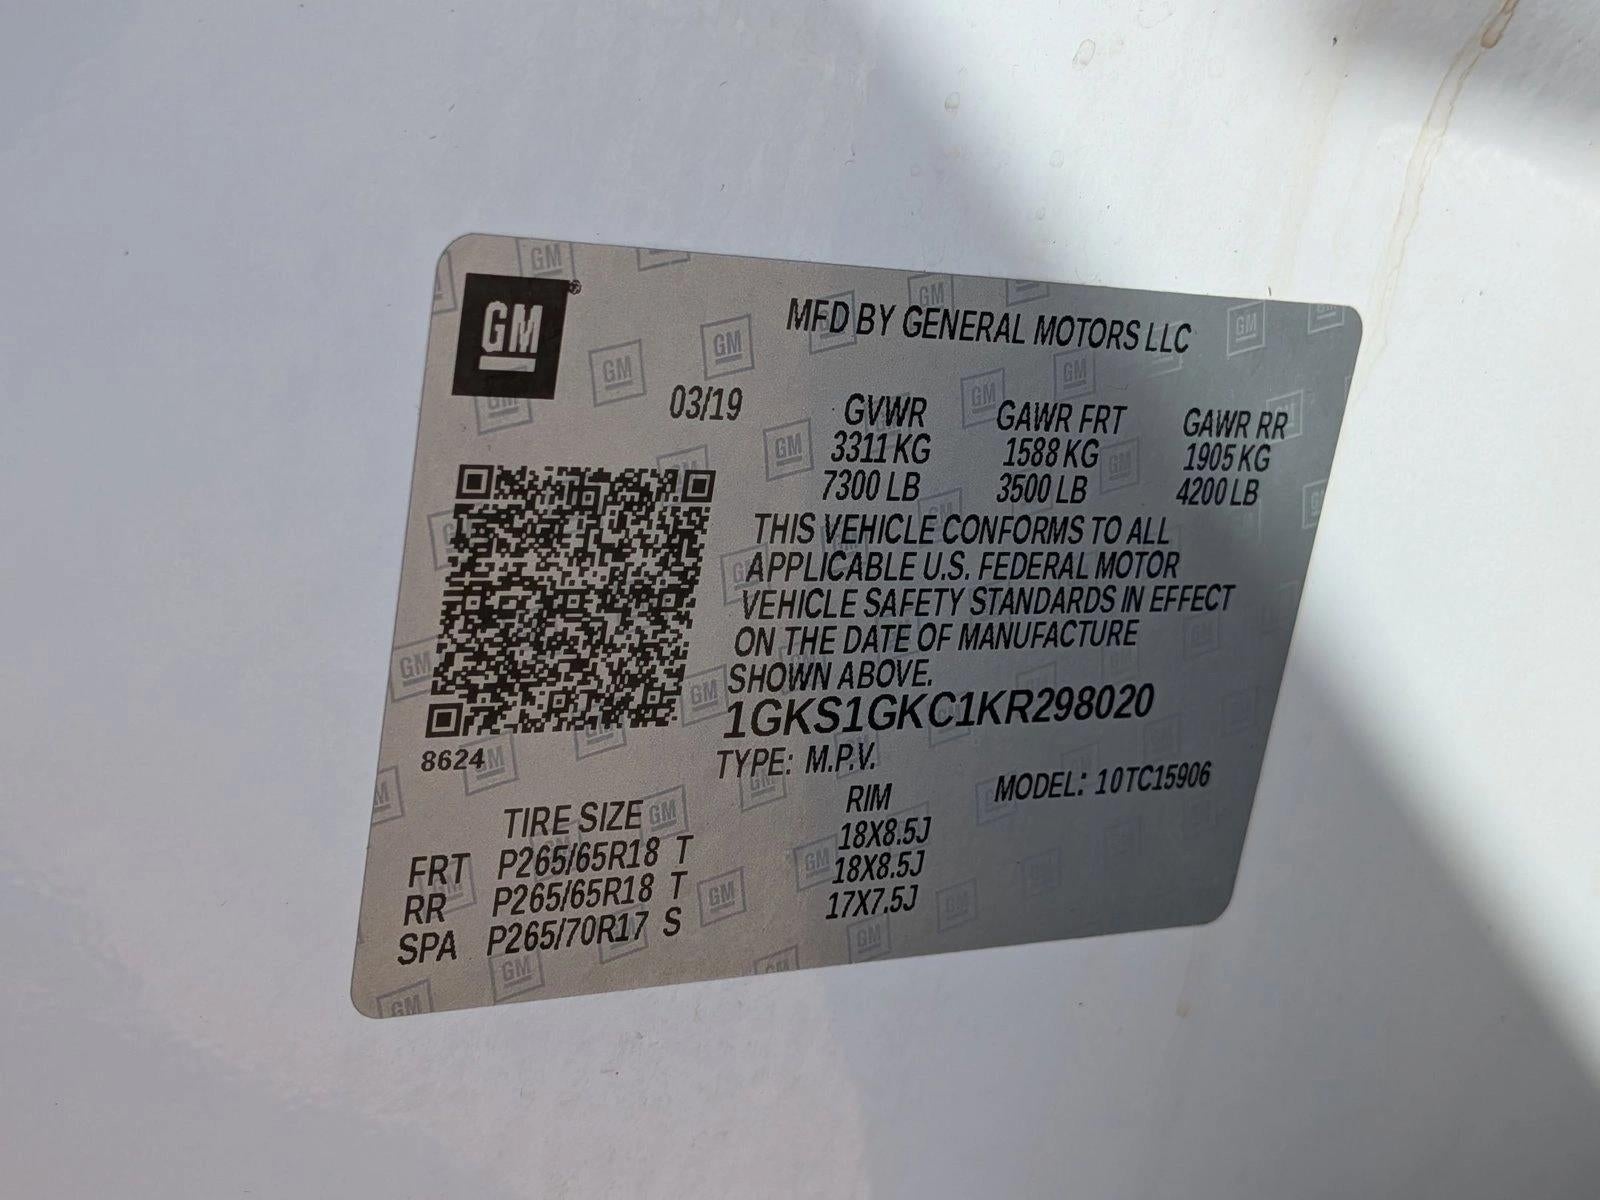 GM
MFD BY GENERAL MOTORS LLC
03/19
GVWR GAWR FRT GAWR RR
3311 KG 1588 KG 1905 KG
7300 LB 3500 LB 4200 LB
THIS VEHICLE CONFORMS TO ALL
APPLICABLE U.S. FEDERAL MOTOR
VEHICLE SAFETY STANDARDS IN EFFECT
ON THE DATE OF MANUFACTURE
SHOWN ABOVE.
1GKS1GKC1KR298020
8624
TYPE: M.P.V.
MODEL: 10TC15906
TIRE SIZE RIM
FRT P265/65R18 T 18X8.5J
RR P265/65R18 T 18X8.5J
SPA P265/70R17 S 17X7.5J